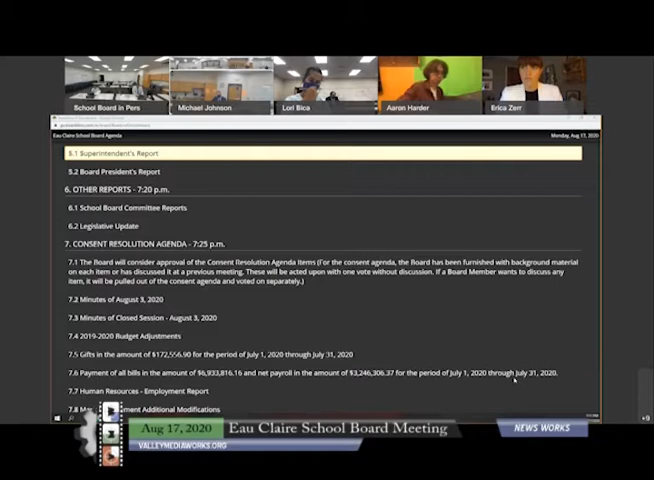 School Board in Pers
Michael Johnson
Lori Bica
Aaron Harder
Erica Zerr
Eau Claire School Board Agenda
Monday, Aug 17, 2020
5.1 Superintendent's Report
5.2 Board President's Report
6. OTHER REPORTS - 7:20 p.m.
6.1 School Board Committee Reports
6.2 Legislative Update
7. CONSENT RESOLUTION AGENDA - 7:25 p.m.
7.1 The Board will consider approval of the Consent Resolution Agenda items (For the consent agenda, the Board has been furnished with background material
on each item or has discussed it at a previous meeting. These will be acted upon with one vote without discussion. If a Board Member wants to discuss any
item, it will be pulled out of the consent agenda and voted on separately.)
7.2 Minutes of August 3, 2020
7.3 Minutes of Closed Session - August 3, 2020
7.4 2019-2020 Budget Adjustments
7.5 Gifts in the amount of $172,556.90 for the period of July 1, 2020 through July 31, 2020
7.6 Payment of all bills in the amount of $6,933,816.16 and net payroll in the amount of $3,246,306.37 for the period of July 1, 2020 through July 31, 2020.
7.7 Human Resources - Employment Report
7.8 ment Additional Modifications
+9
Aug 17, 2020
Eau Claire School Board Meeting
NEWS WORKS
VALLEYMEDIAWORKS.ORG